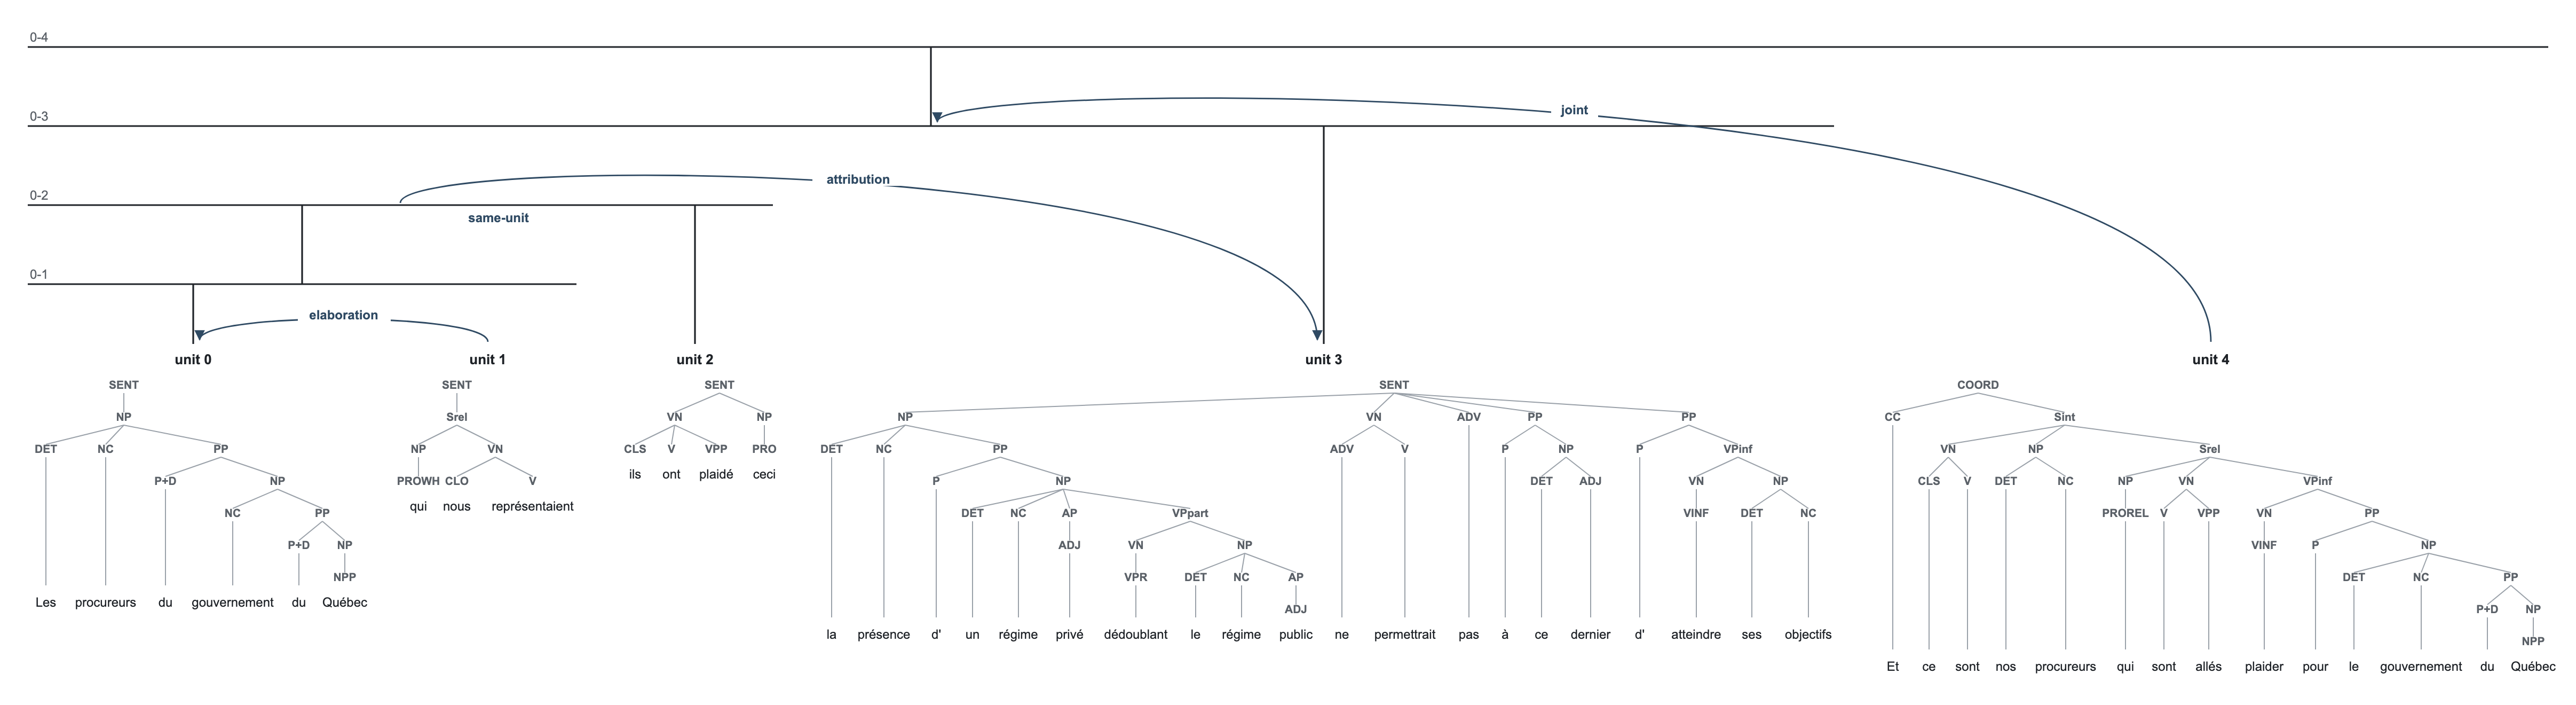 0-4
0-3
joint
attribution
0-2
same-unit
0-1
elaboration
unit 0 unit 1 unit 2 unit 3 unit 4
SENT SENT SENT SENT COORD
NP Srel VN NP NP VN ADV PP PP CC Sint
DET NC PP NP VN CLS V VPP PRO DET NC PP ADV V P NP P VPinf VN NP Srel
ils ont plaidé ceci
P+D NP PROWH CLO V P NP DET ADJ VN NP CLS V DET NC NP VN VPinf
qui nous représentaient
NC PP DET NC AP VPpart VINF DET NC PROREL V VPP VN PP
P+D NP ADJ VN NP VINF P NP
NPP VPR DET NC AP DET NC PP
Les procureurs du gouvernement du Québec
ADJ P+D NP
la présence d' un régime privé dédoublant le régime public ne permettrait pas à ce dernier d' atteindre ses objectifs
NPP
Et ce sont nos procureurs qui sont allés plaider pour le gouvernement du Québec